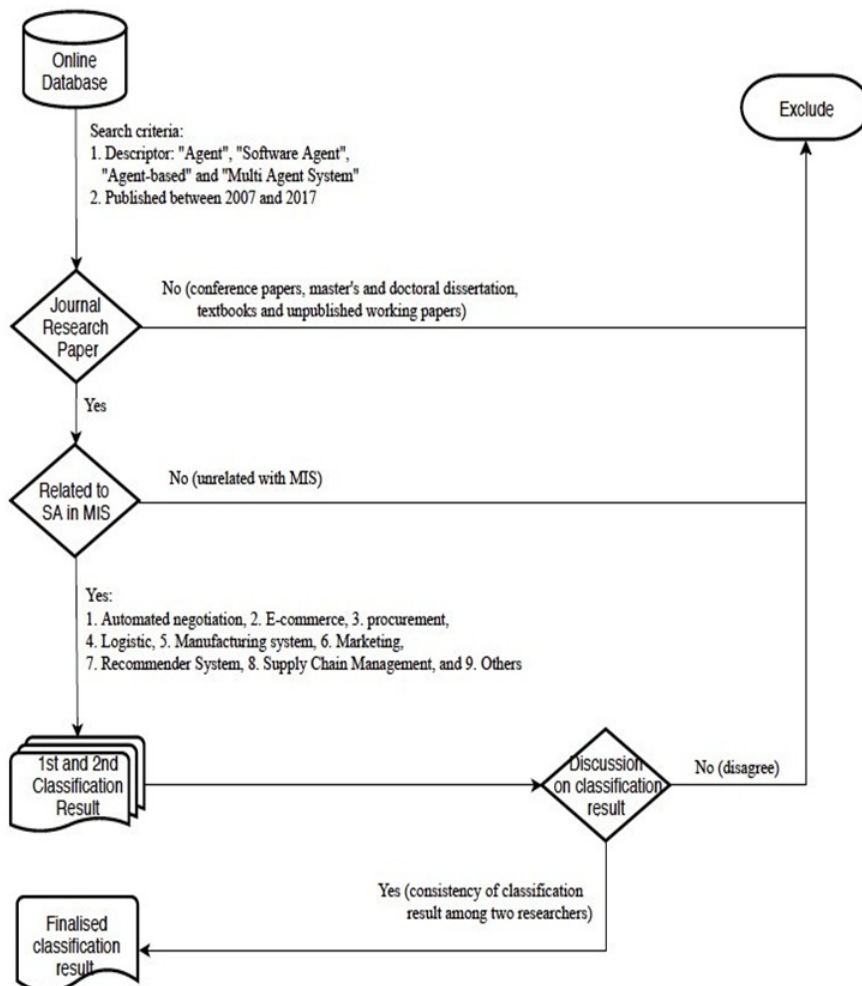 Online
Database
Exclude
Search criteria:
1. Descriptor: "Agent", "Software Agent",
"Agent-based" and "Multi Agent System"
2. Published between 2007 and 2017
Journal
Research
Paper
No (conference papers, master's and doctoral dissertation,
textbooks and unpublished working papers)
Yes
Related to
SA in MIS
No (unrelated with MIS)
Yes:
1. Automated negotiation, 2. E-commerce, 3. procurement,
4. Logistic, 5. Manufacturing system, 6. Marketing,
7. Recommender System, 8. Supply Chain Management, and 9. Others
1st and 2nd
Classification
Result
Discussion
on classification
result
No (disagree)
Yes (consistency of classification
result among two researchers)
Finalised
classification
result